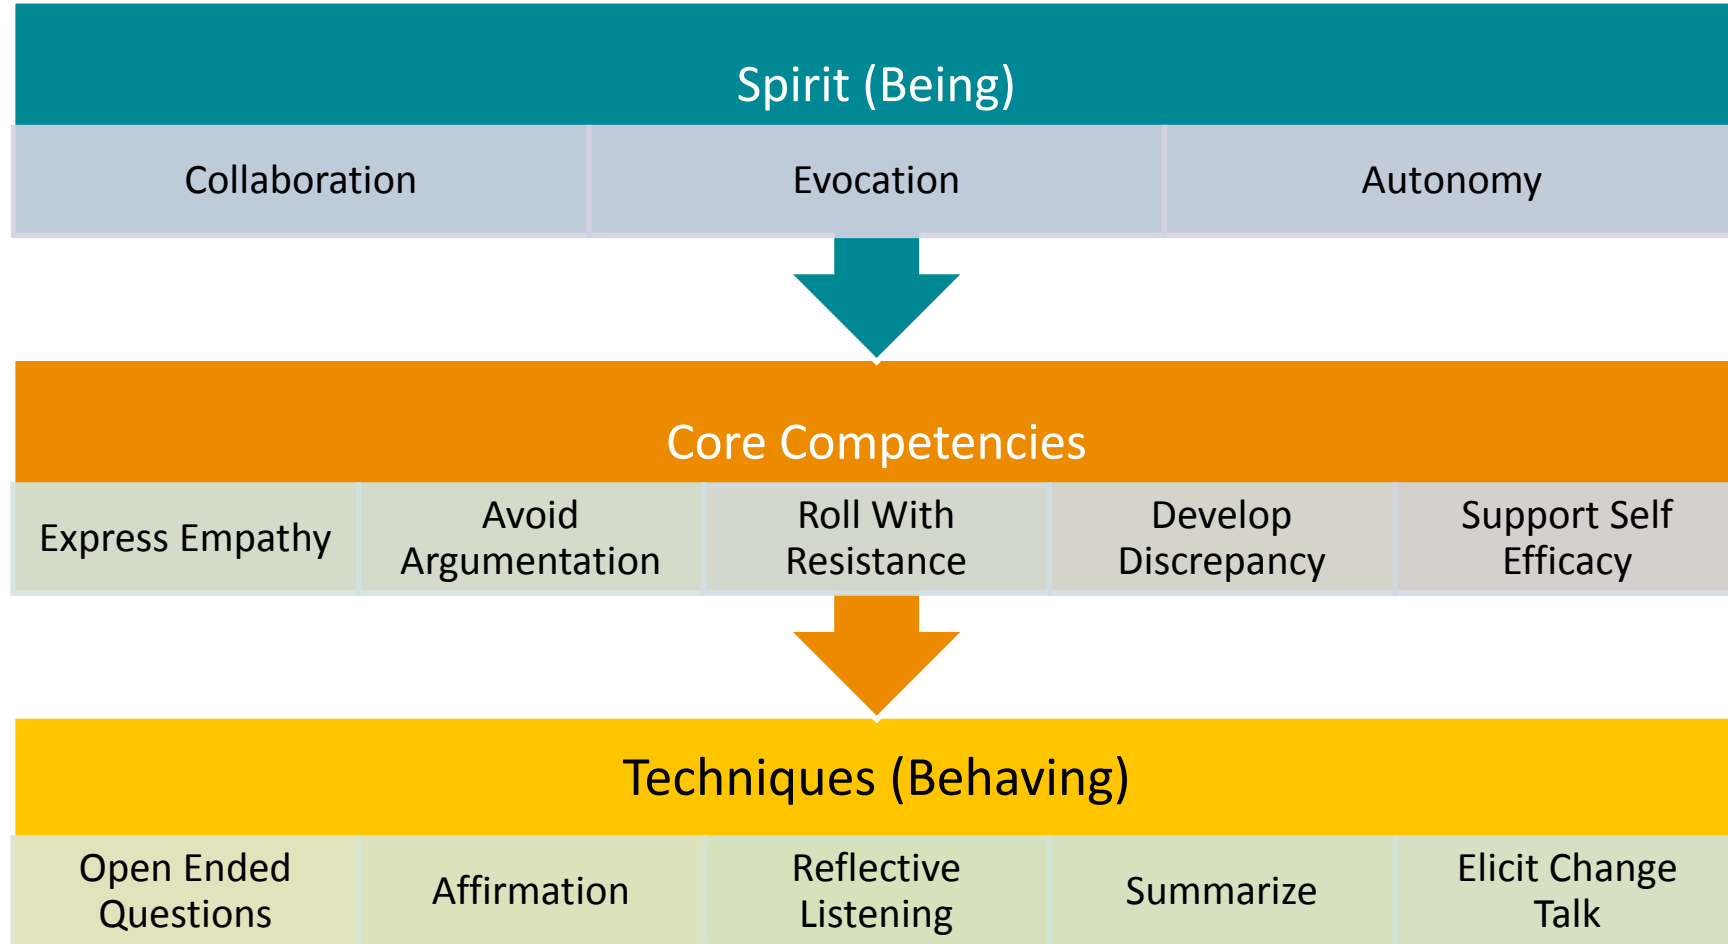 Spirit (Being)
Collaboration
Evocation
Autonomy
Core Competencies
Express Empathy
Avoid
Argumentation
Roll With
Resistance
Develop
Discrepancy
Support Self
Efficacy
Techniques (Behaving)
Open Ended
Questions
Affirmation
Reflective
Listening
Summarize
Elicit Change
Talk